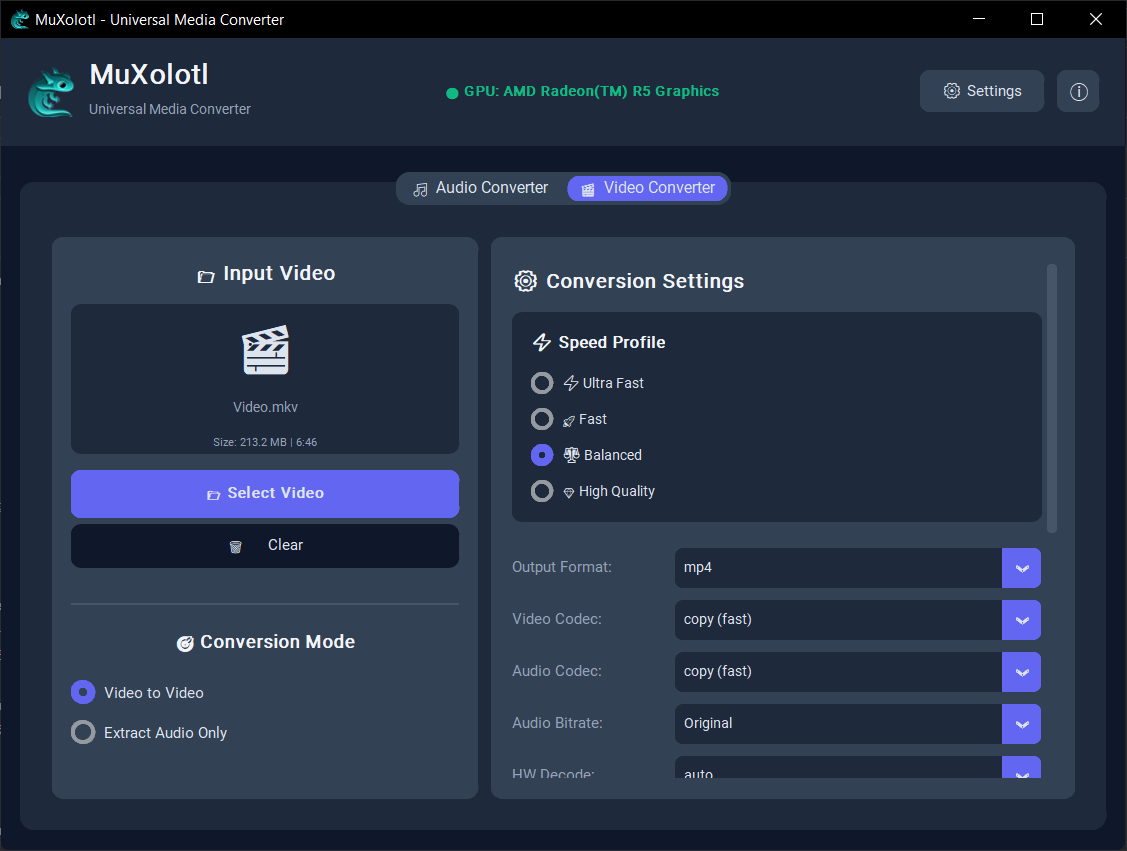 MuXolotl - Universal Media Converter
MuXolotl
Universal Media Converter
GPU: AMD Radeon(TM) R5 Graphics
Settings
Audio Converter
Video Converter
Input Video
Video.mkv
Size: 213.2 MB | 6:46
Select Video
Clear
Conversion Mode
Video to Video
Extract Audio Only
Conversion Settings
Speed Profile
Ultra Fast
Fast
Balanced
High Quality
Output Format: mp4
Video Codec: copy (fast)
Audio Codec: copy (fast)
Audio Bitrate: Original
HW Decode: auto